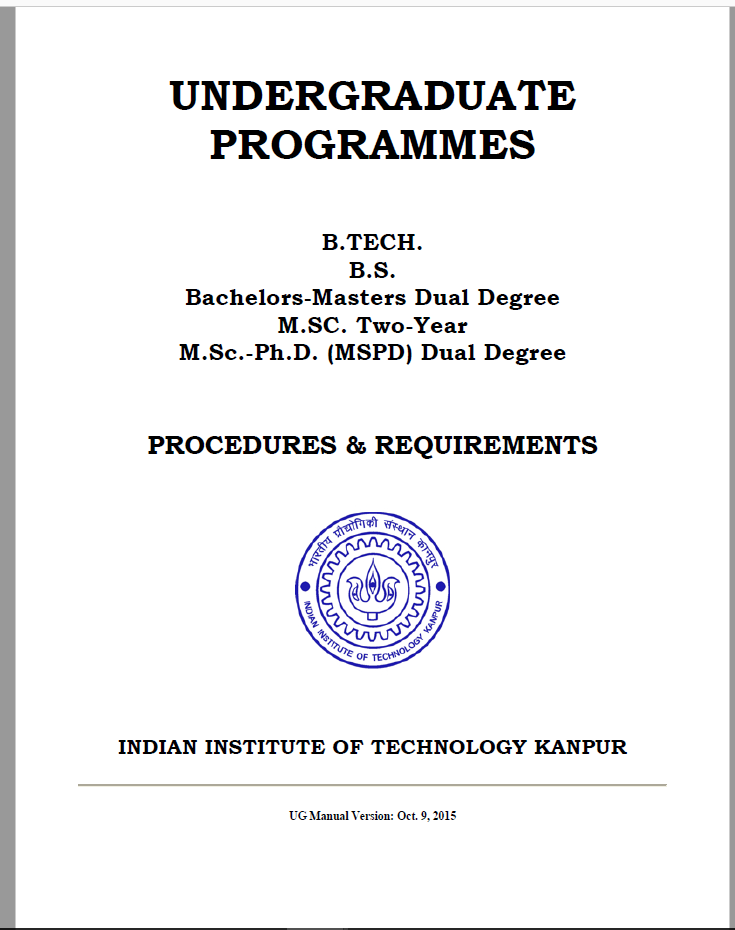 UNDERGRADUATE
PROGRAMMES
B.TECH.
B.S.
Bachelors-Masters Dual Degree
M.SC. Two-Year
M.Sc.-Ph.D. (MSPD) Dual Degree
PROCEDURES & REQUIREMENTS
भारतीय प्रौद्योगिकी संस्थान कानपुर
INDIAN INSTITUTE OF TECHNOLOGY KANPUR
INDIAN INSTITUTE OF TECHNOLOGY KANPUR
UG Manual Version: Oct. 9, 2015